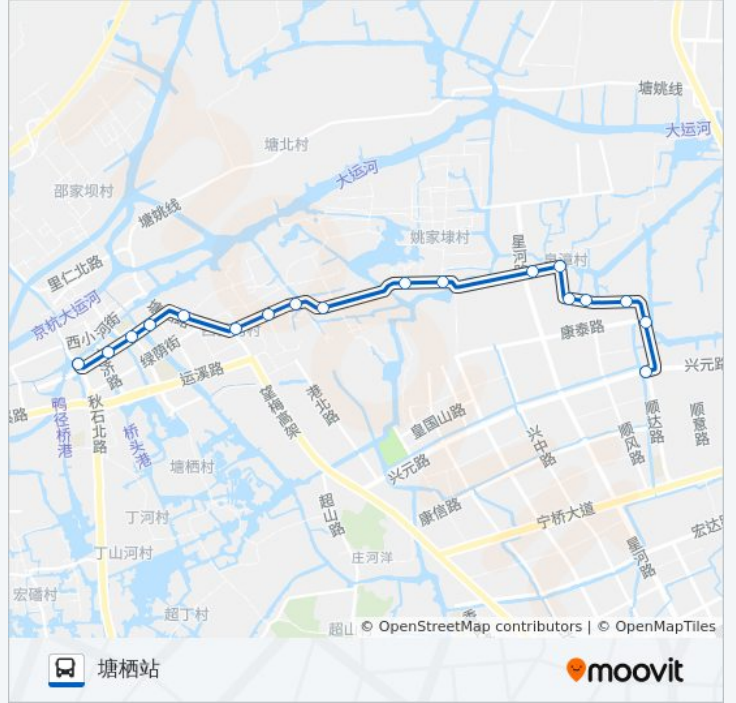 塘姚线
大运河
塘北村
大运河
邵家坝村
塘姚线
姚家埭村
星河
里仁北路
京杭大运河
西小河街
康泰路
绿荫街
济路
兴元路
运溪路
望梅高架
港北路
鸭径桥港
秋石北路
桥头港
皇国山路
兴中路
顺风路
顺达路
顺意路
塘栖村
兴元路
超山路
康信路
宁桥大道
宏达
丁河村
丁山河村
庄河洋
星河路
宏磻村
超丁村
超山
© OpenStreetMap contributors | © OpenMapTiles
塘栖站
moovit